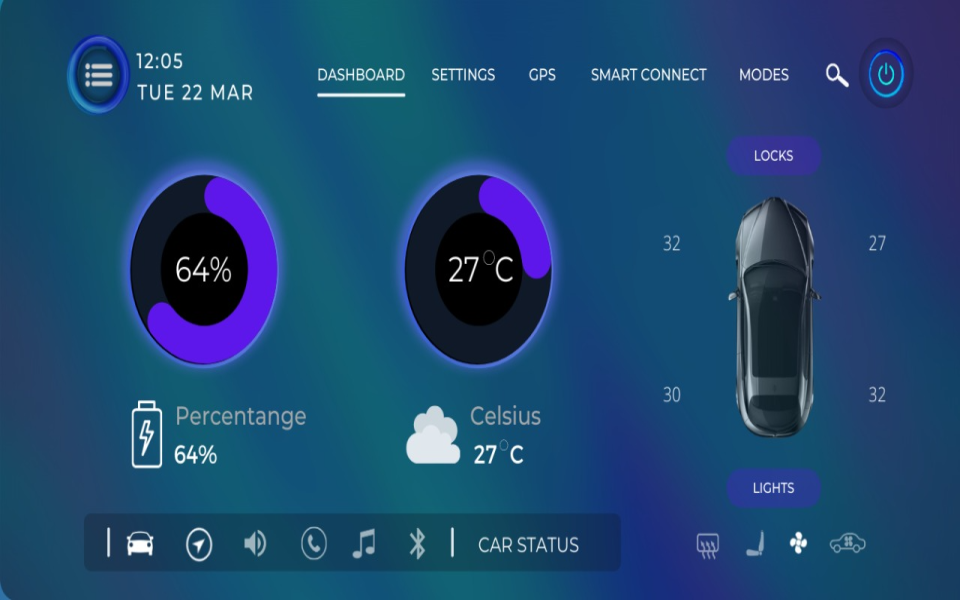 12:05
TUE 22 MAR
DASHBOARD SETTINGS GPS SMART CONNECT MODES
LOCKS
32 27
64%
27°C
30 32
Percentange
64%
Celsius
27°C
LIGHTS
CAR STATUS